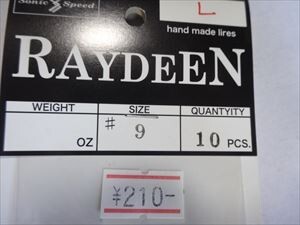 Sonic Speed
L
hand made lires
RAYDEEN
WEIGHT SIZE QUANTYITY
OZ # 9 10 PCS.
¥210-